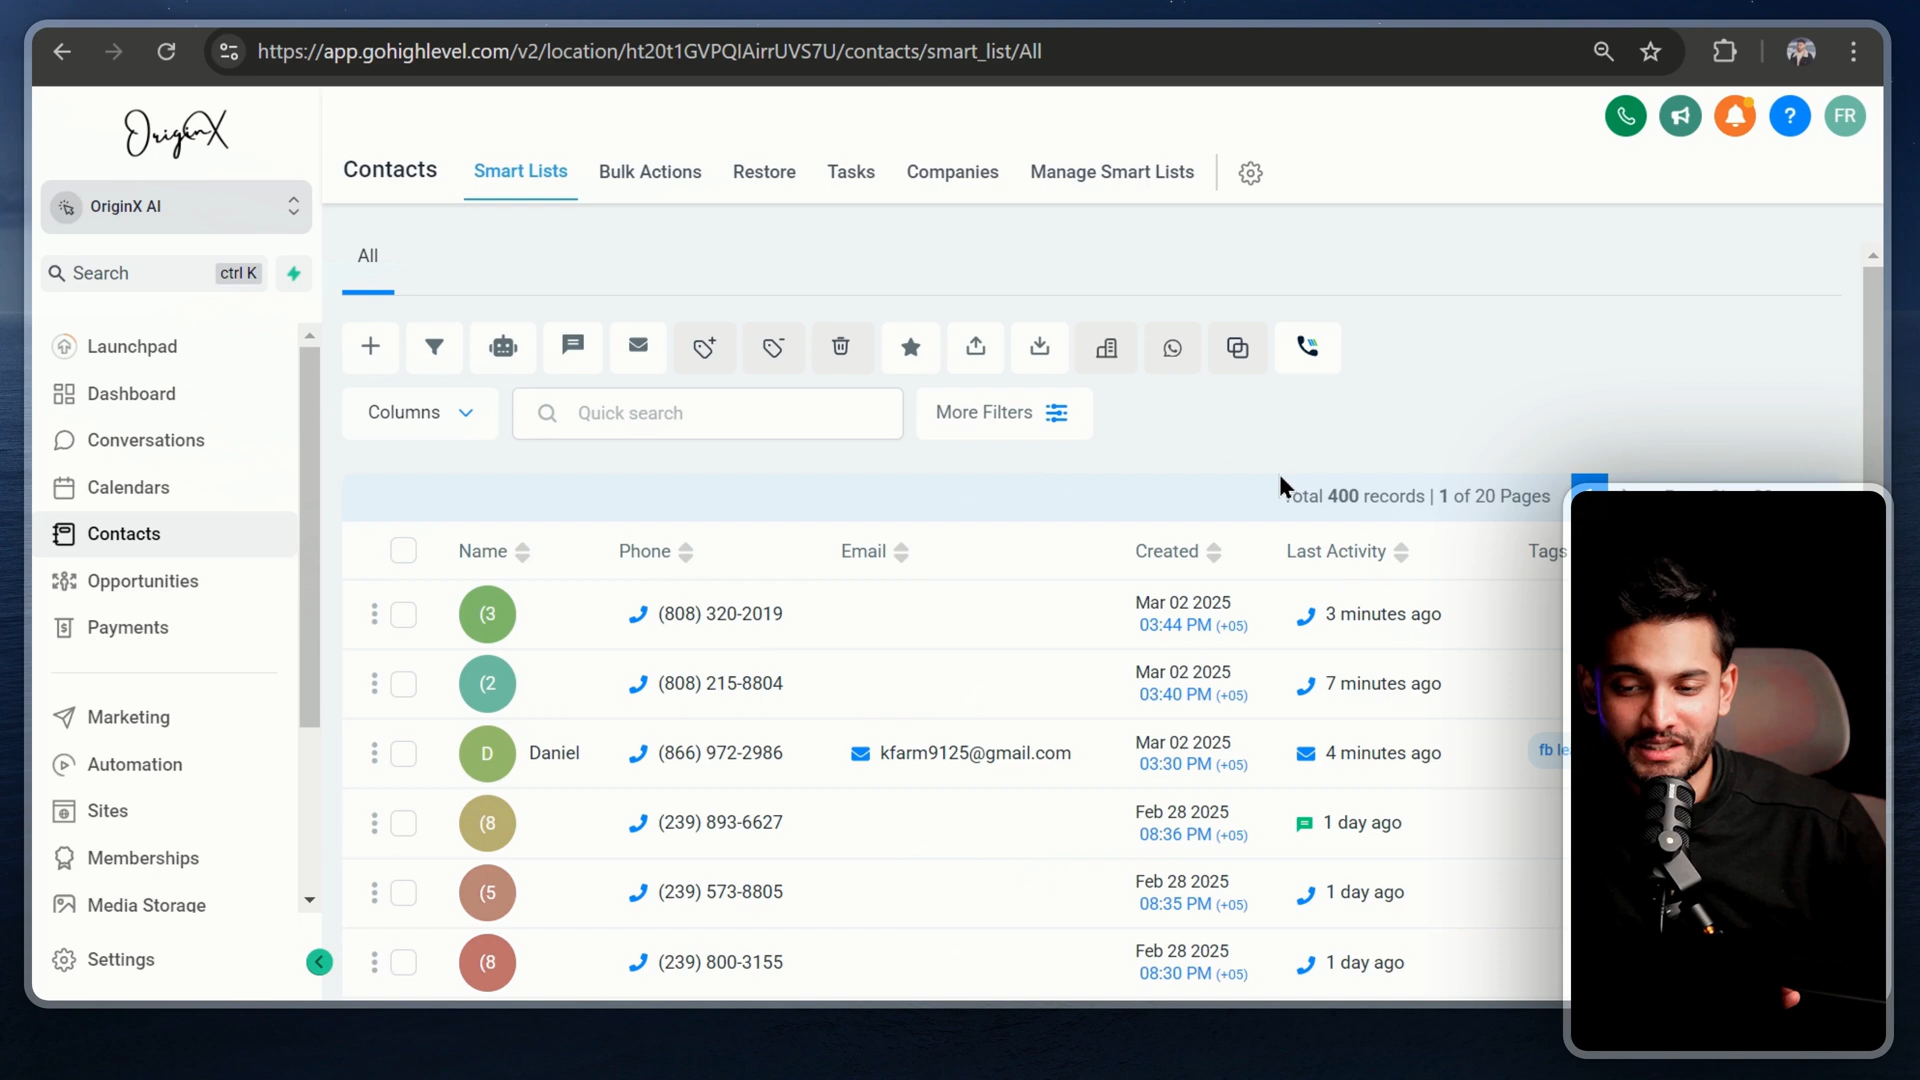 https://app.gohighlevel.com/v2/location/ht20t1GVPQIAirrUVS7U/contacts/smart_list/All
OriginX
FR
Contacts
Smart Lists
Bulk Actions
Restore
Tasks
Companies
Manage Smart Lists
OriginX AI
Search
ctrl K
Launchpad
Dashboard
Conversations
Calendars
Contacts
Opportunities
Payments
Marketing
Automation
Sites
Memberships
Media Storage
Settings
All
Columns
Quick search
More Filters
otal 400 records | 1 of 20 Pages
Name Phone Email Created Last Activity Tags
(3 (808) 320-2019 Mar 02 2025 3 minutes ago
03:44 PM (+05)
(2 (808) 215-8804 Mar 02 2025 7 minutes ago
03:40 PM (+05)
D Daniel (866) 972-2986 kfarm9125@gmail.com Mar 02 2025 4 minutes ago fb le
03:30 PM (+05)
(8 (239) 893-6627 Feb 28 2025 1 day ago
08:36 PM (+05)
(5 (239) 573-8805 Feb 28 2025 1 day ago
08:35 PM (+05)
(8 (239) 800-3155 Feb 28 2025 1 day ago
08:30 PM (+05)